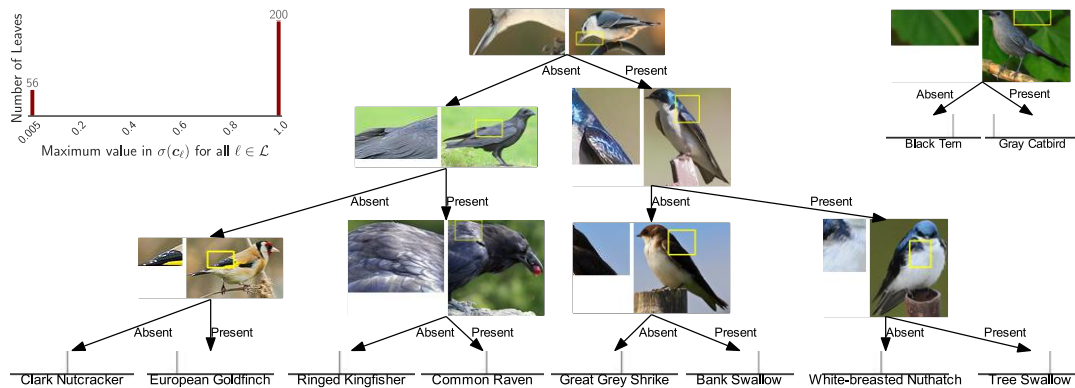 Number of Leaves
200
56
0.005
0.2
0.4
0.6
0.8
1.0
Maximum value in σ(cℓ) for all ℓ ∈ ℒ
Absent
Present
Absent
Present
Black Tern
Gray Catbird
Absent
Present
Absent
Present
Absent
Present
Absent
Present
Absent
Present
Absent
Present
Clark Nutcracker
European Goldfinch
Ringed Kingfisher
Common Raven
Great Grey Shrike
Bank Swallow
White-breasted Nuthatch
Tree Swallow